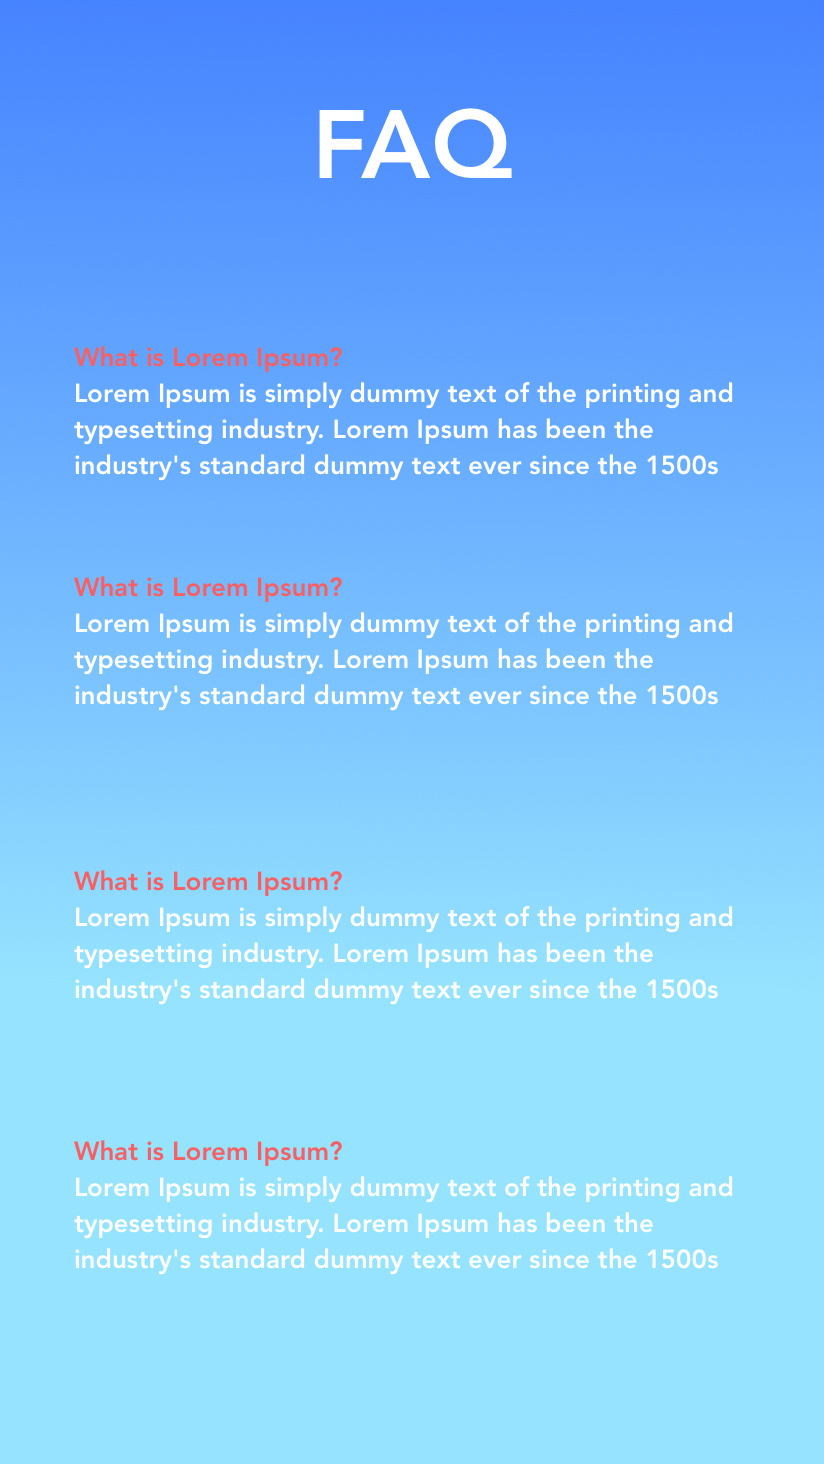 FAQ
What is Lorem Ipsum?
Lorem Ipsum is simply dummy text of the printing and
typesetting industry. Lorem Ipsum has been the
industry's standard dummy text ever since the 1500s
What is Lorem Ipsum?
Lorem Ipsum is simply dummy text of the printing and
typesetting industry. Lorem Ipsum has been the
industry's standard dummy text ever since the 1500s
What is Lorem Ipsum?
Lorem Ipsum is simply dummy text of the printing and
typesetting industry. Lorem Ipsum has been the
industry's standard dummy text ever since the 1500s
What is Lorem Ipsum?
Lorem Ipsum is simply dummy text of the printing and
typesetting industry. Lorem Ipsum has been the
industry's standard dummy text ever since the 1500s